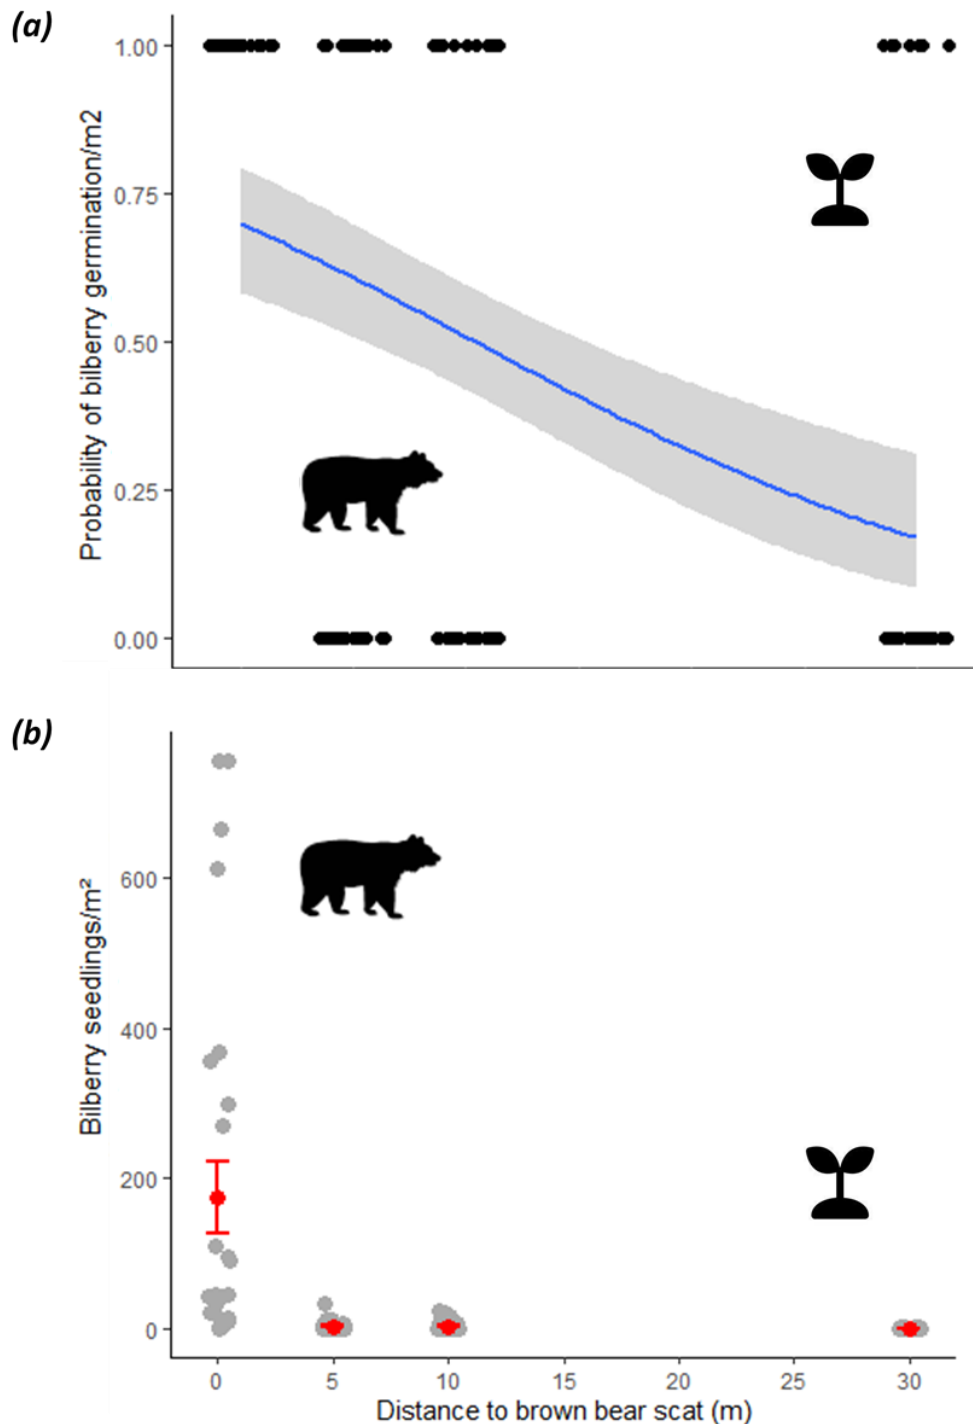 (a)
Probability of bilberry germination/m2
1.00
0.75
0.50
0.25
0.00
(b)
Bilberry seedlings/m²
600
400
200
0
0 5 10 15 20 25 30
Distance to brown bear scat (m)